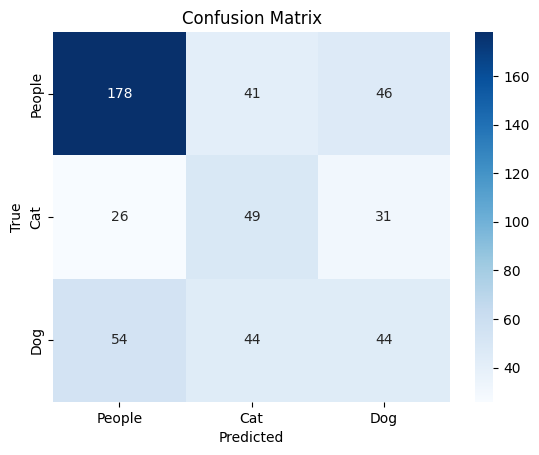 Confusion Matrix
True
People
178 41 46
Cat
26 49 31
Dog
54 44 44
People Cat Dog
Predicted
160
140
120
100
80
60
40